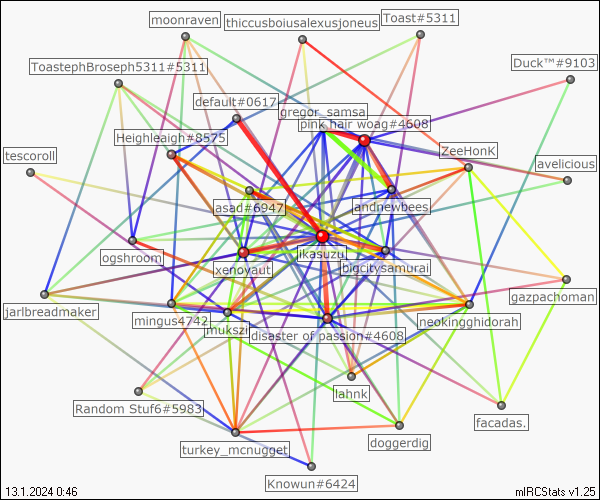 moonraven
thiccusboiusalexusjoneus
Toast#5311
ToastephBroseph5311#5311
Duck™#9103
default#0617
gregor_samsa
pink hair woag#4608
Heighleaigh#8575
ZeeHonK
tescoroll
avelicious
asad#6947
andnewbees
ogshroom
ikasuzu
xenoyaut
bigcitysamurai
gazpachoman
jarlbreadmaker
mingus4742
mukszi
disaster of passion#4608
neokingghidorah
lahnk
Random Stuf6#5983
facadas.
doggerdig
turkey_mcnugget
Knowun#6424
13.1.2024 0:46
mIRCStats v1.25